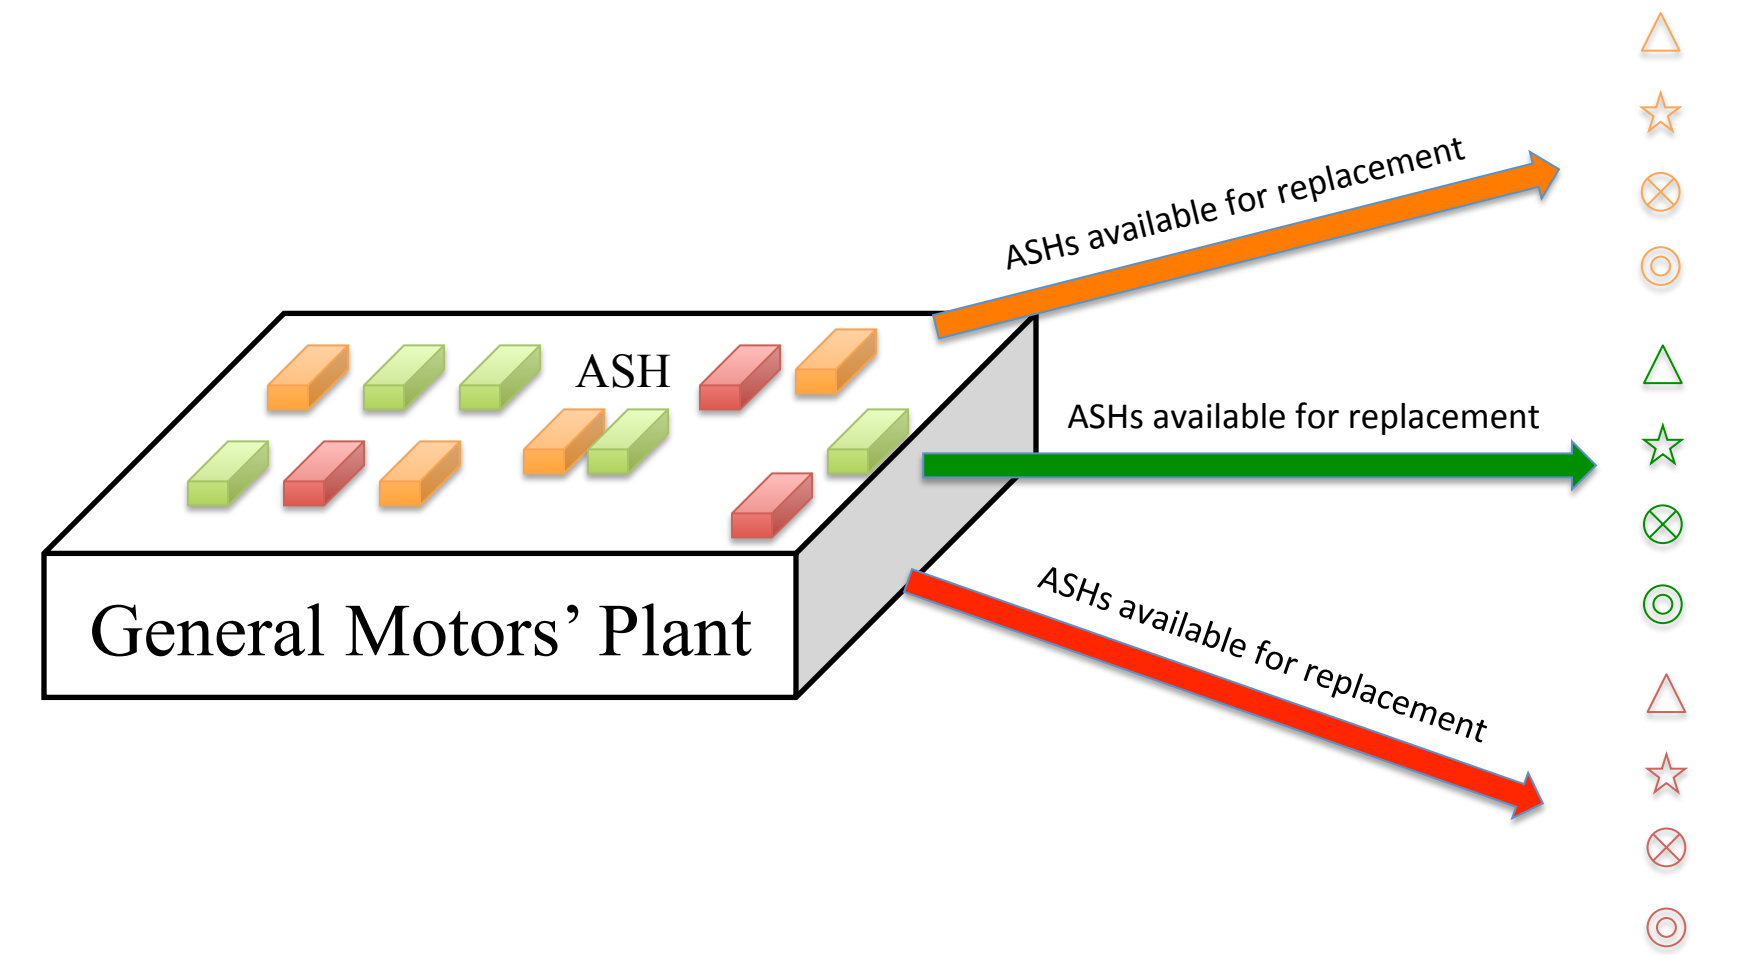 ASHs available for replacement
ASH
ASHs available for replacement
General Motors’ Plant
ASHs available for replacement